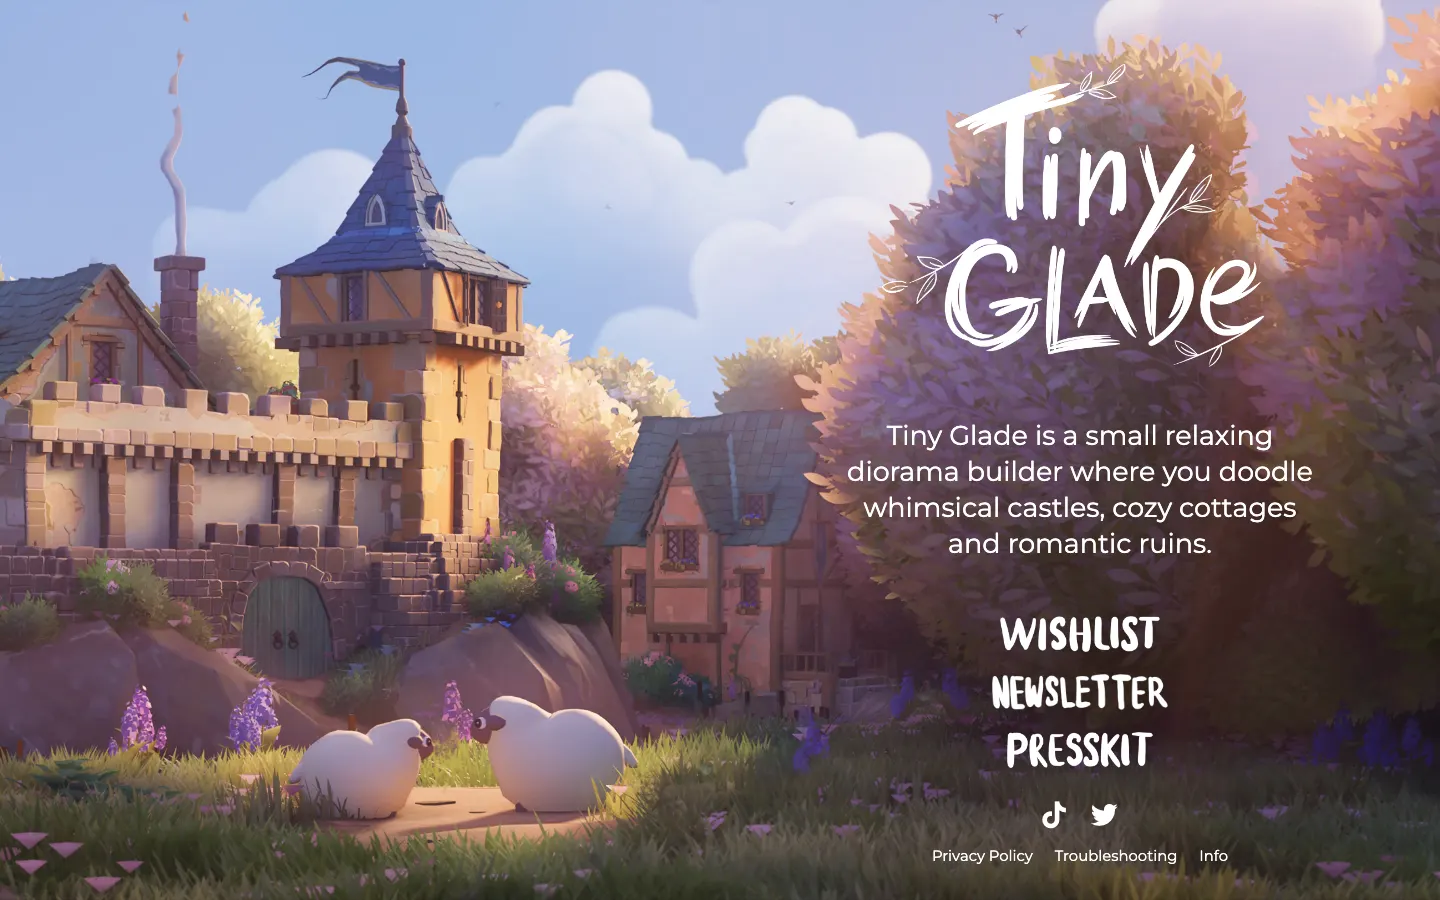 Tiny
GLADE
Tiny Glade is a small relaxing
diorama builder where you doodle
whimsical castles, cozy cottages
and romantic ruins.
WISHLIST
NEWSLETTER
PRESSKIT
Privacy Policy Troubleshooting Info